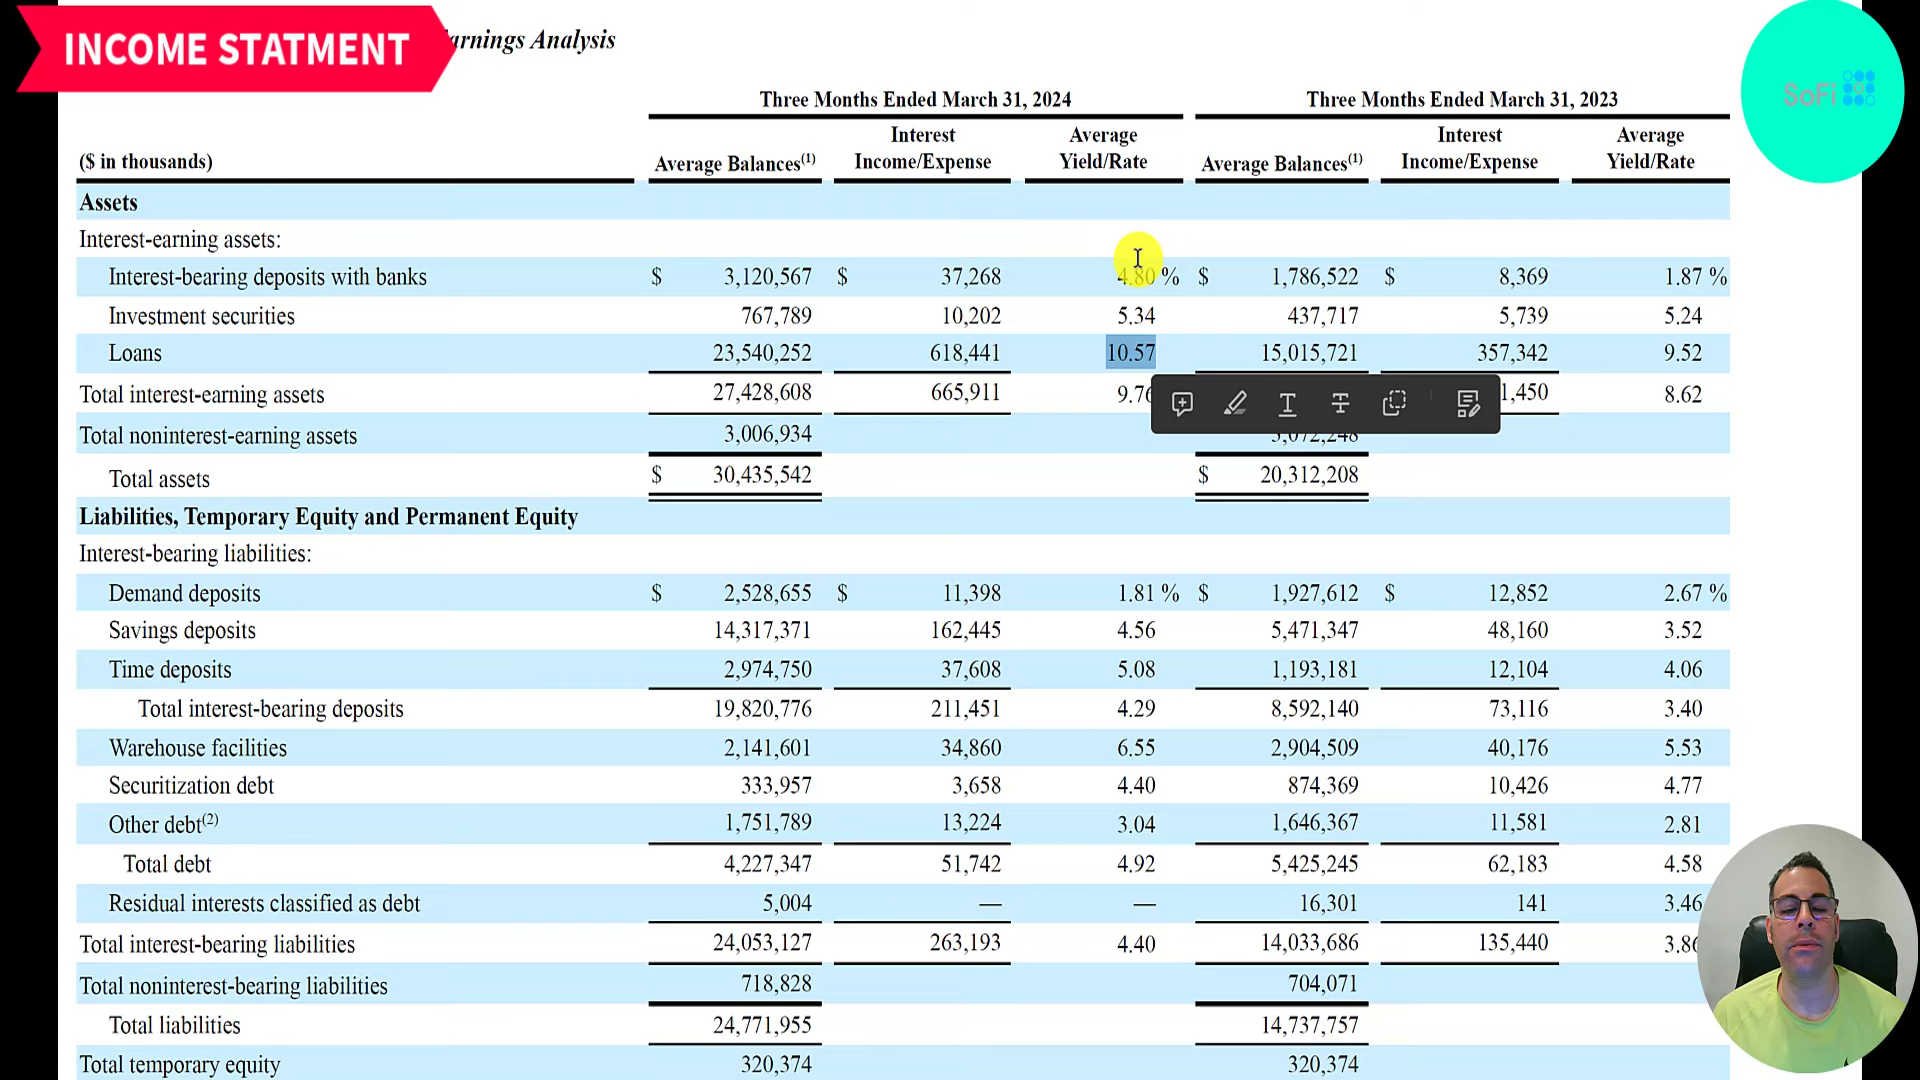 INCOME STATMENT
arnings Analysis
SoFi
Three Months Ended March 31, 2024 Three Months Ended March 31, 2023
($ in thousands) Average Balances(1) Interest Income/Expense Average Yield/Rate Average Balances(1) Interest Income/Expense Average Yield/Rate
Assets
Interest-earning assets:
Interest-bearing deposits with banks $ 3,120,567 $ 37,268 4.80 % $ 1,786,522 $ 8,369 1.87 %
Investment securities 767,789 10,202 5.34 437,717 5,739 5.24
Loans 23,540,252 618,441 10.57 15,015,721 357,342 9.52
Total interest-earning assets 27,428,608 665,911 9.76 1,450 8.62
Total noninterest-earning assets 3,006,934 3,072,248
Total assets $ 30,435,542 $ 20,312,208
Liabilities, Temporary Equity and Permanent Equity
Interest-bearing liabilities:
Demand deposits $ 2,528,655 $ 11,398 1.81 % $ 1,927,612 $ 12,852 2.67 %
Savings deposits 14,317,371 162,445 4.56 5,471,347 48,160 3.52
Time deposits 2,974,750 37,608 5.08 1,193,181 12,104 4.06
Total interest-bearing deposits 19,820,776 211,451 4.29 8,592,140 73,116 3.40
Warehouse facilities 2,141,601 34,860 6.55 2,904,509 40,176 5.53
Securitization debt 333,957 3,658 4.40 874,369 10,426 4.77
Other debt(2) 1,751,789 13,224 3.04 1,646,367 11,581 2.81
Total debt 4,227,347 51,742 4.92 5,425,245 62,183 4.58
Residual interests classified as debt 5,004 — — 16,301 141 3.46
Total interest-bearing liabilities 24,053,127 263,193 4.40 14,033,686 135,440 3.86
Total noninterest-bearing liabilities 718,828 704,071
Total liabilities 24,771,955 14,737,757
Total temporary equity 320,374 320,374